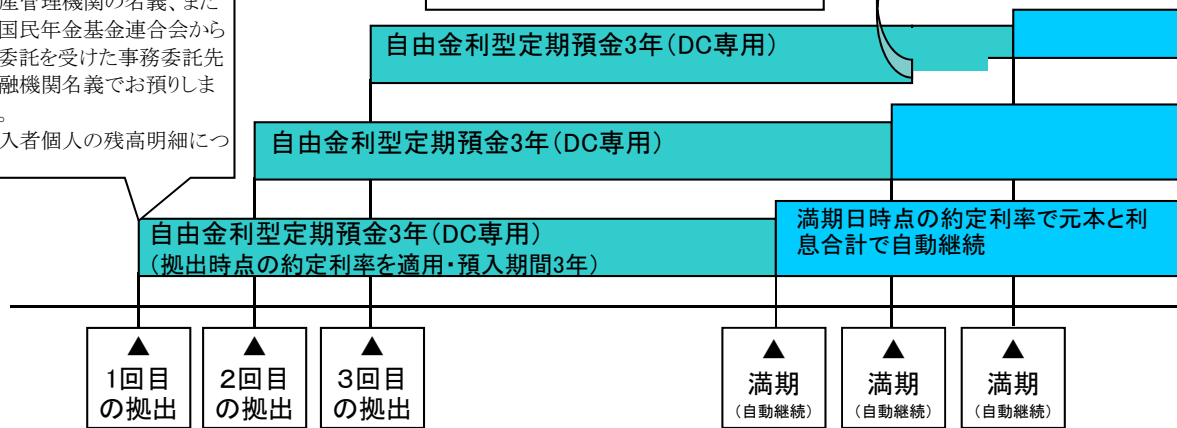 産管理機関の名義、また
国民年金基金連合会から
委託を受けた事務委託先
融機関名義でお預りしま
。
入者個人の残高明細につ
自由金利型定期預金3年(DC専用)
自由金利型定期預金3年(DC専用)
自由金利型定期預金3年(DC専用)
(拠出時点の約定利率を適用・預入期間3年)
満期日時点の約定利率で元本と利
息合計で自動継続
▲
1回目
の拠出
▲
2回目
の拠出
▲
3回目
の拠出
▲
満期
(自動継続)
▲
満期
(自動継続)
▲
満期
(自動継続)